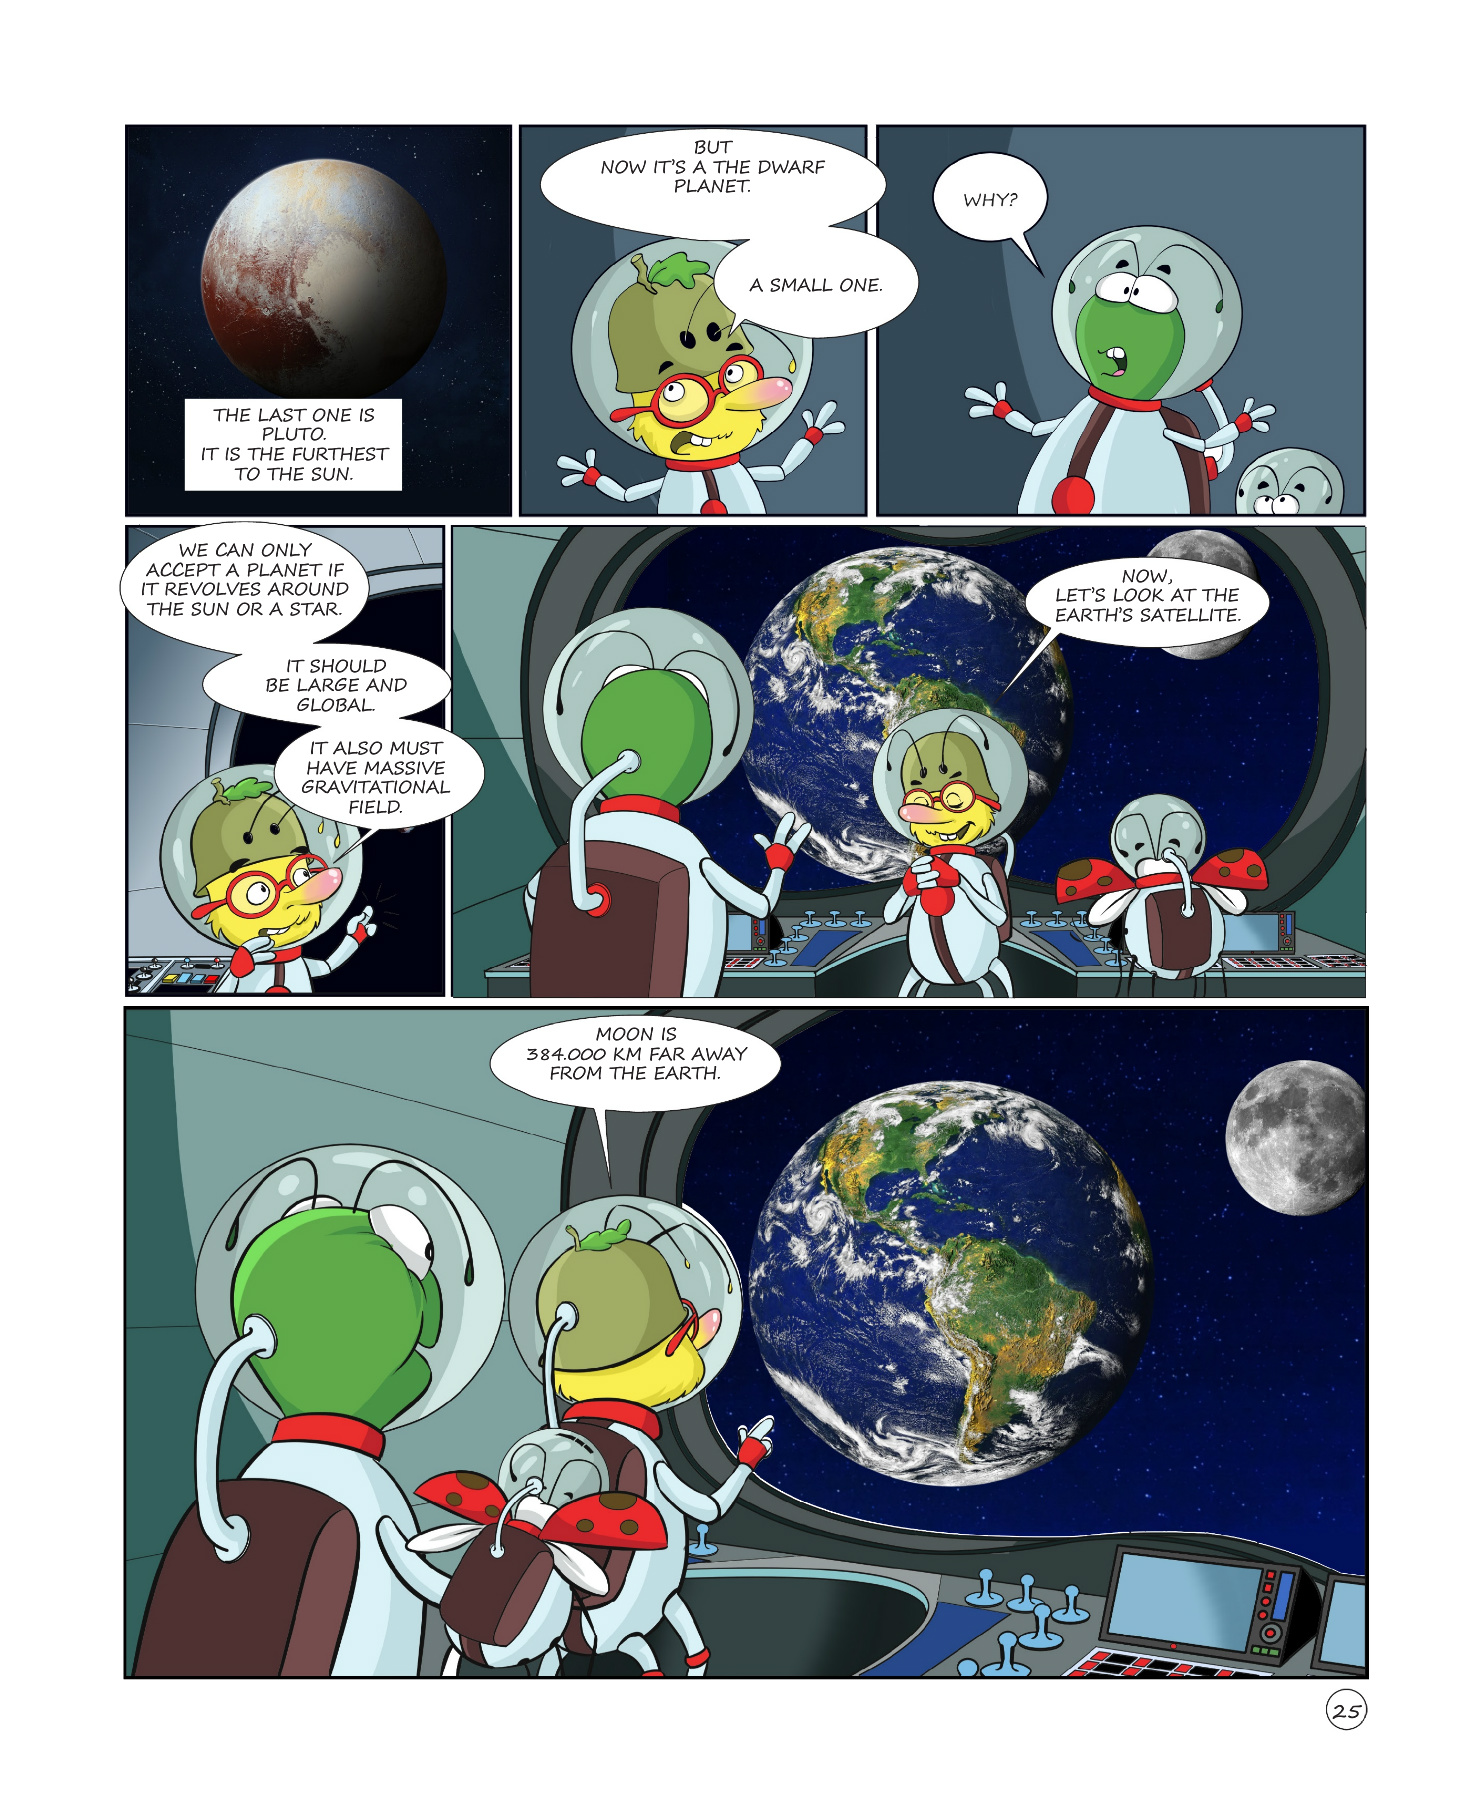 THE LAST ONE IS
PLUTO.
IT IS THE FURTHEST
TO THE SUN.
BUT
NOW IT'S A THE DWARF
PLANET.
A SMALL ONE.
WHY?
WE CAN ONLY
ACCEPT A PLANET IF
IT REVOLVES AROUND
THE SUN OR A STAR.
IT SHOULD
BE LARGE AND
GLOBAL.
IT ALSO MUST
HAVE MASSIVE
GRAVITATIONAL
FIELD.
NOW,
LET'S LOOK AT THE
EARTH'S SATELLITE.
MOON IS
384.000 KM FAR AWAY
FROM THE EARTH.
25